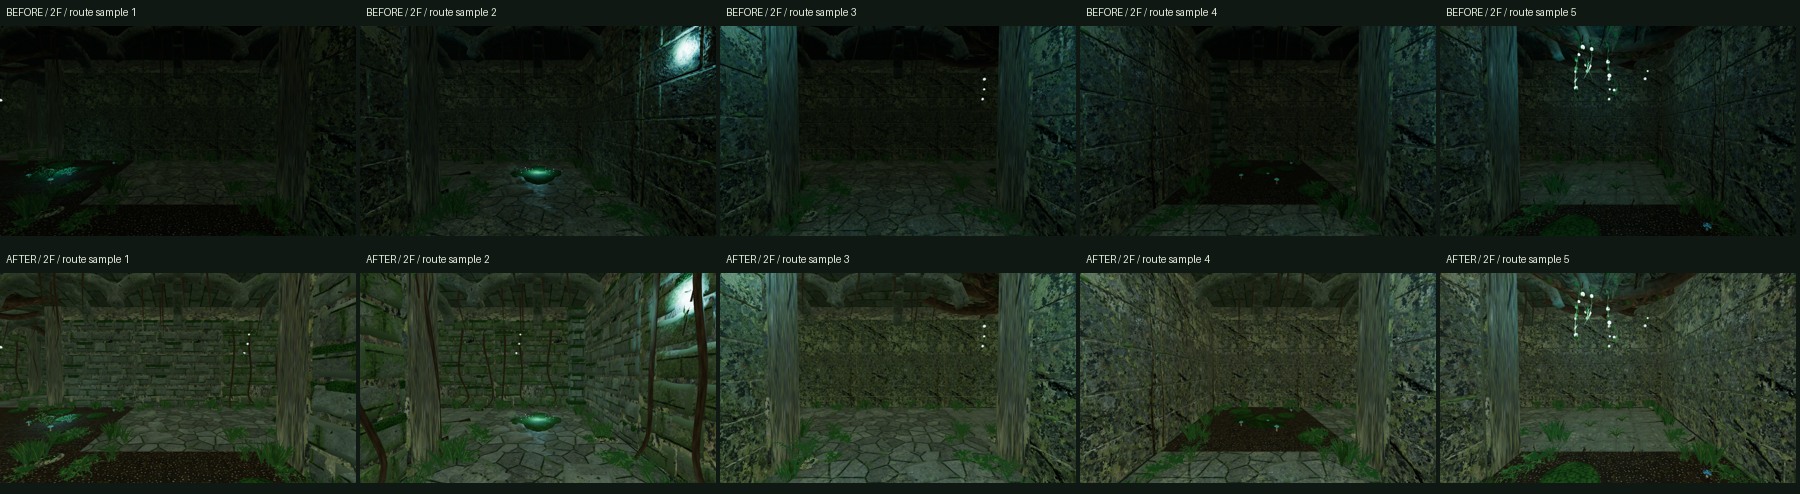 BEFORE / 2F / route sample 1
BEFORE / 2F / route sample 2
BEFORE / 2F / route sample 3
BEFORE / 2F / route sample 4
BEFORE / 2F / route sample 5
AFTER / 2F / route sample 1
AFTER / 2F / route sample 2
AFTER / 2F / route sample 3
AFTER / 2F / route sample 4
AFTER / 2F / route sample 5